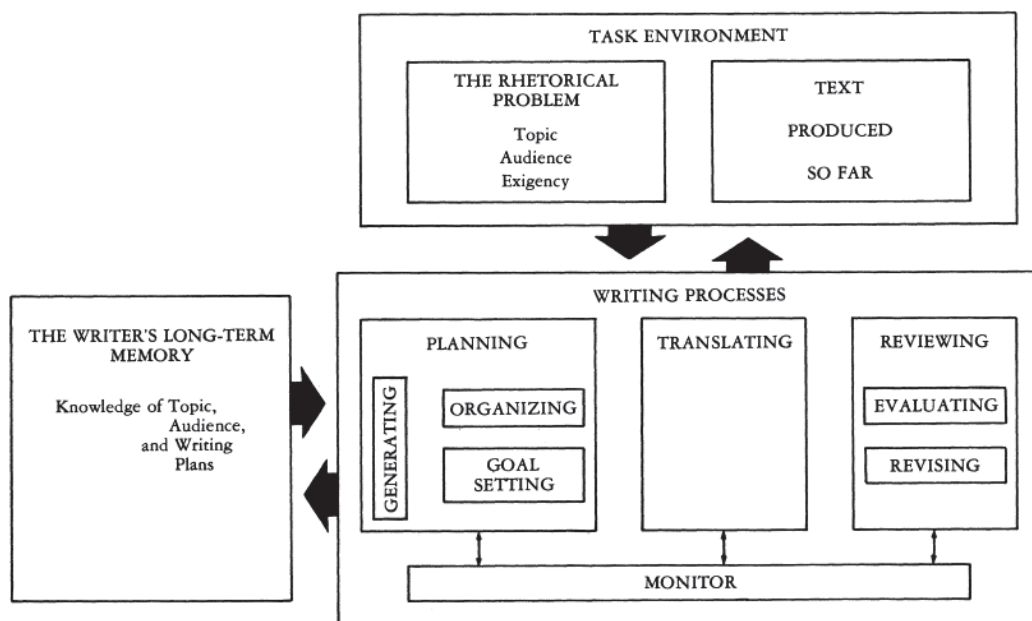 TASK ENVIRONMENT
THE RHETORICAL
PROBLEM
Topic
Audience
Exigency
TEXT
PRODUCED
SO FAR
THE WRITER'S LONG-TERM
MEMORY
Knowledge of Topic,
Audience,
and Writing
Plans
WRITING PROCESSES
PLANNING
GENERATING
ORGANIZING
GOAL
SETTING
TRANSLATING
REVIEWING
EVALUATING
REVISING
MONITOR